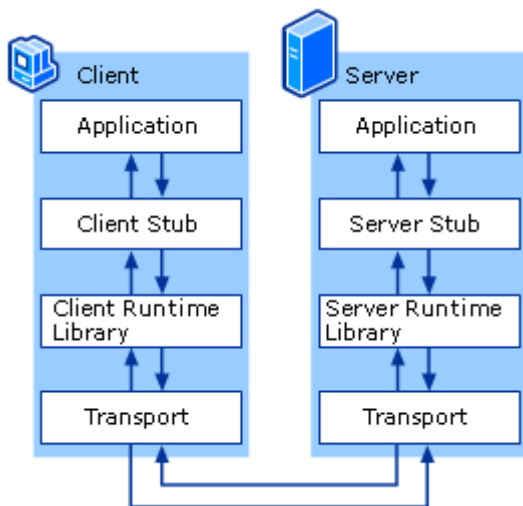 Client
Application
Client Stub
Client Runtime
Library
Transport
Server
Application
Server Stub
Server Runtime
Library
Transport